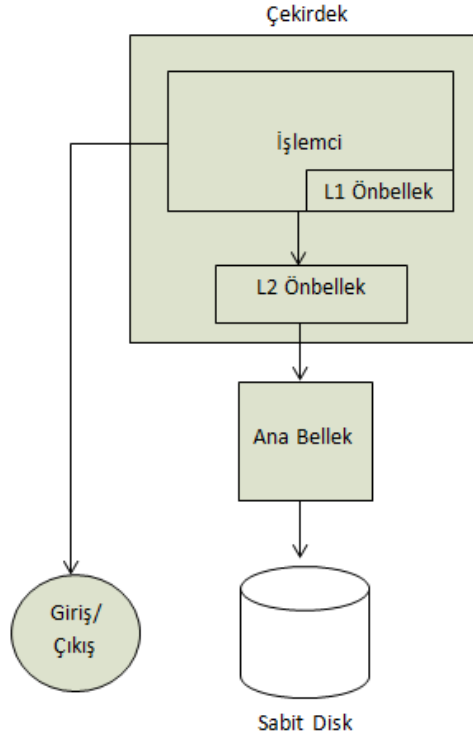 Çekirdek
İşlemci
L1 Önbellek
L2 Önbellek
Ana Bellek
Giriş/
Çıkış
Sabit Disk